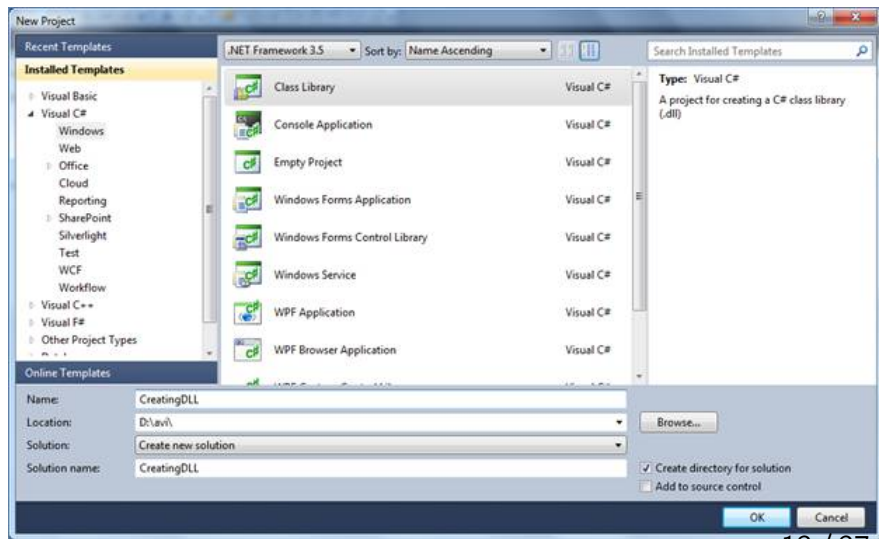 New Project
Recent Templates
Installed Templates
Visual Basic
Visual C#
Windows
Web
Office
Cloud
Reporting
SharePoint
Silverlight
Test
WCF
Workflow
Visual C++
Visual F#
Other Project Types
Online Templates
.NET Framework 3.5 Sort by: Name Ascending
Class Library Visual C#
Console Application Visual C#
Empty Project Visual C#
Windows Forms Application Visual C#
Windows Forms Control Library Visual C#
Windows Service Visual C#
WPF Application Visual C#
WPF Browser Application Visual C#
Search Installed Templates
Type: Visual C#
A project for creating a C# class library
(.dll)
Name: CreatingDLL
Location: D:\avi\
Browse...
Solution: Create new solution
Solution name: CreatingDLL
Create directory for solution
Add to source control
OK Cancel